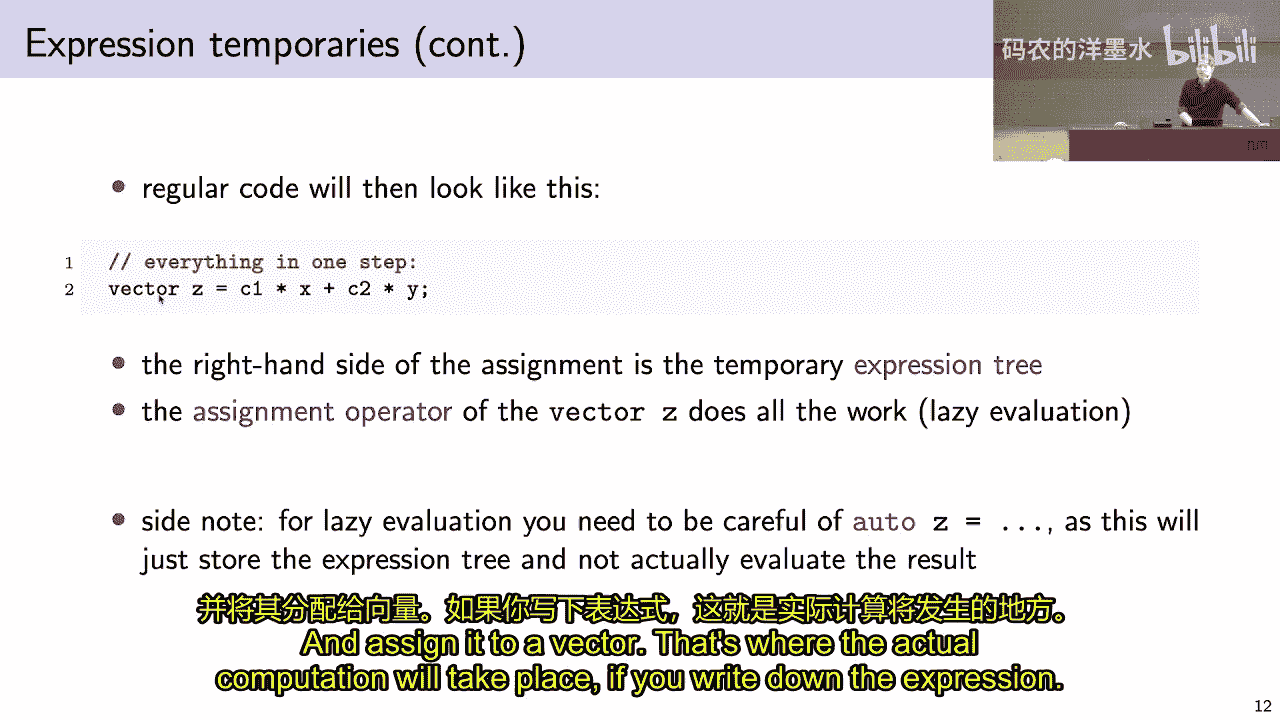 Expression temporaries (cont.)
码农的洋墨水 bilibili
• regular code will then look like this:
1 // everything in one step:
2 vector z = c1 * x + c2 * y;
• the right-hand side of the assignment is the temporary expression tree
• the assignment operator of the vector z does all the work (lazy evaluation)
• side note: for lazy evaluation you need to be careful of auto z = ..., as this will
just store the expression tree and not actually evaluate the result
并将其分配给向量。如果你写下表达式，这就是实际计算将发生的地方。
And assign it to a vector. That's where the actual
computation will take place, if you write down the expression.
12